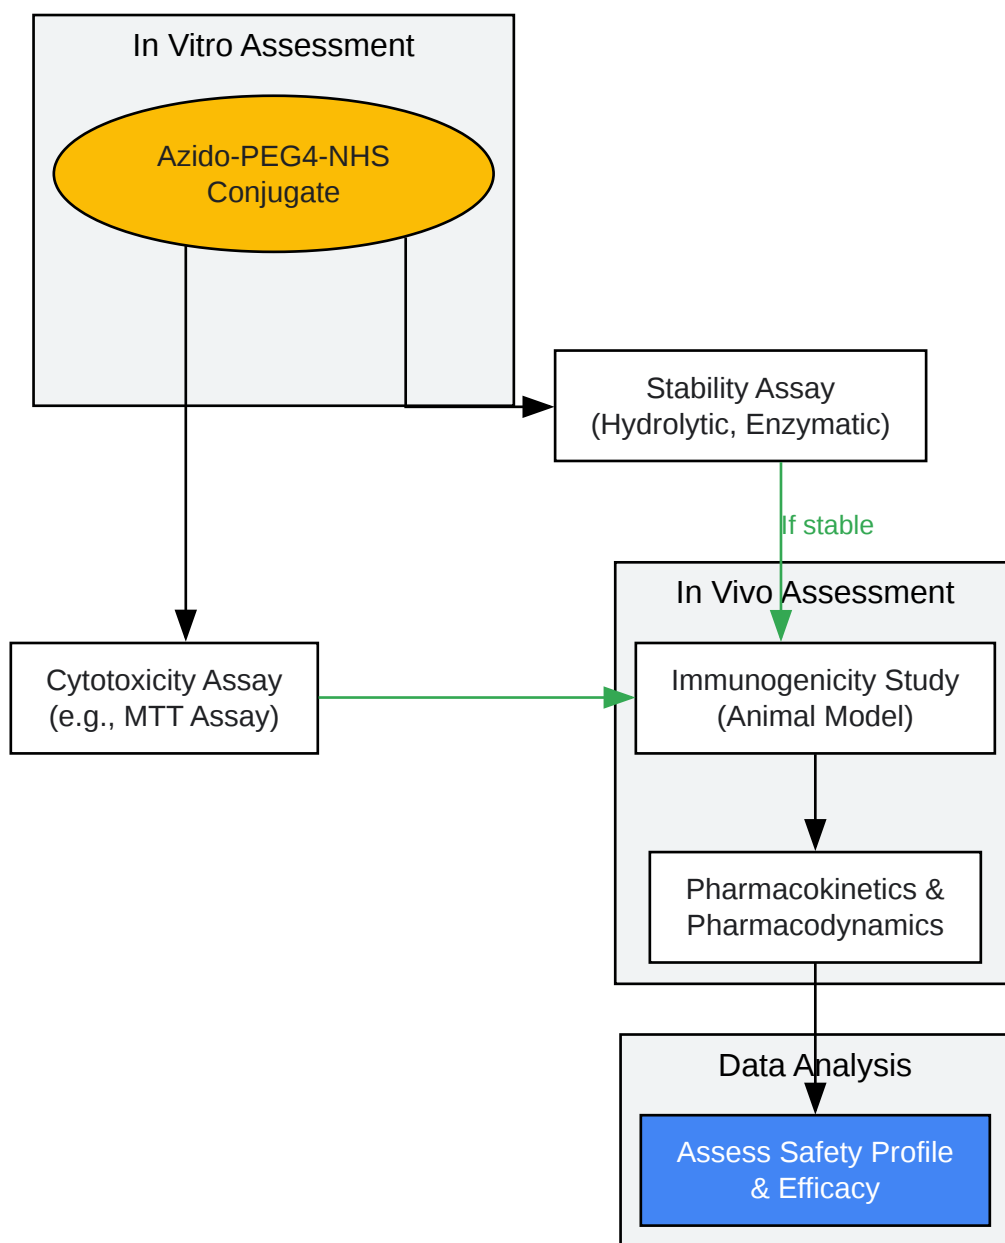 In Vitro Assessment
Azido-PEG4-NHS
Conjugate
Stability Assay
(Hydrolytic, Enzymatic)
If stable
In Vivo Assessment
Cytotoxicity Assay
(e.g., MTT Assay)
Immunogenicity Study
(Animal Model)
Pharmacokinetics &
Pharmacodynamics
Data Analysis
Assess Safety Profile
& Efficacy